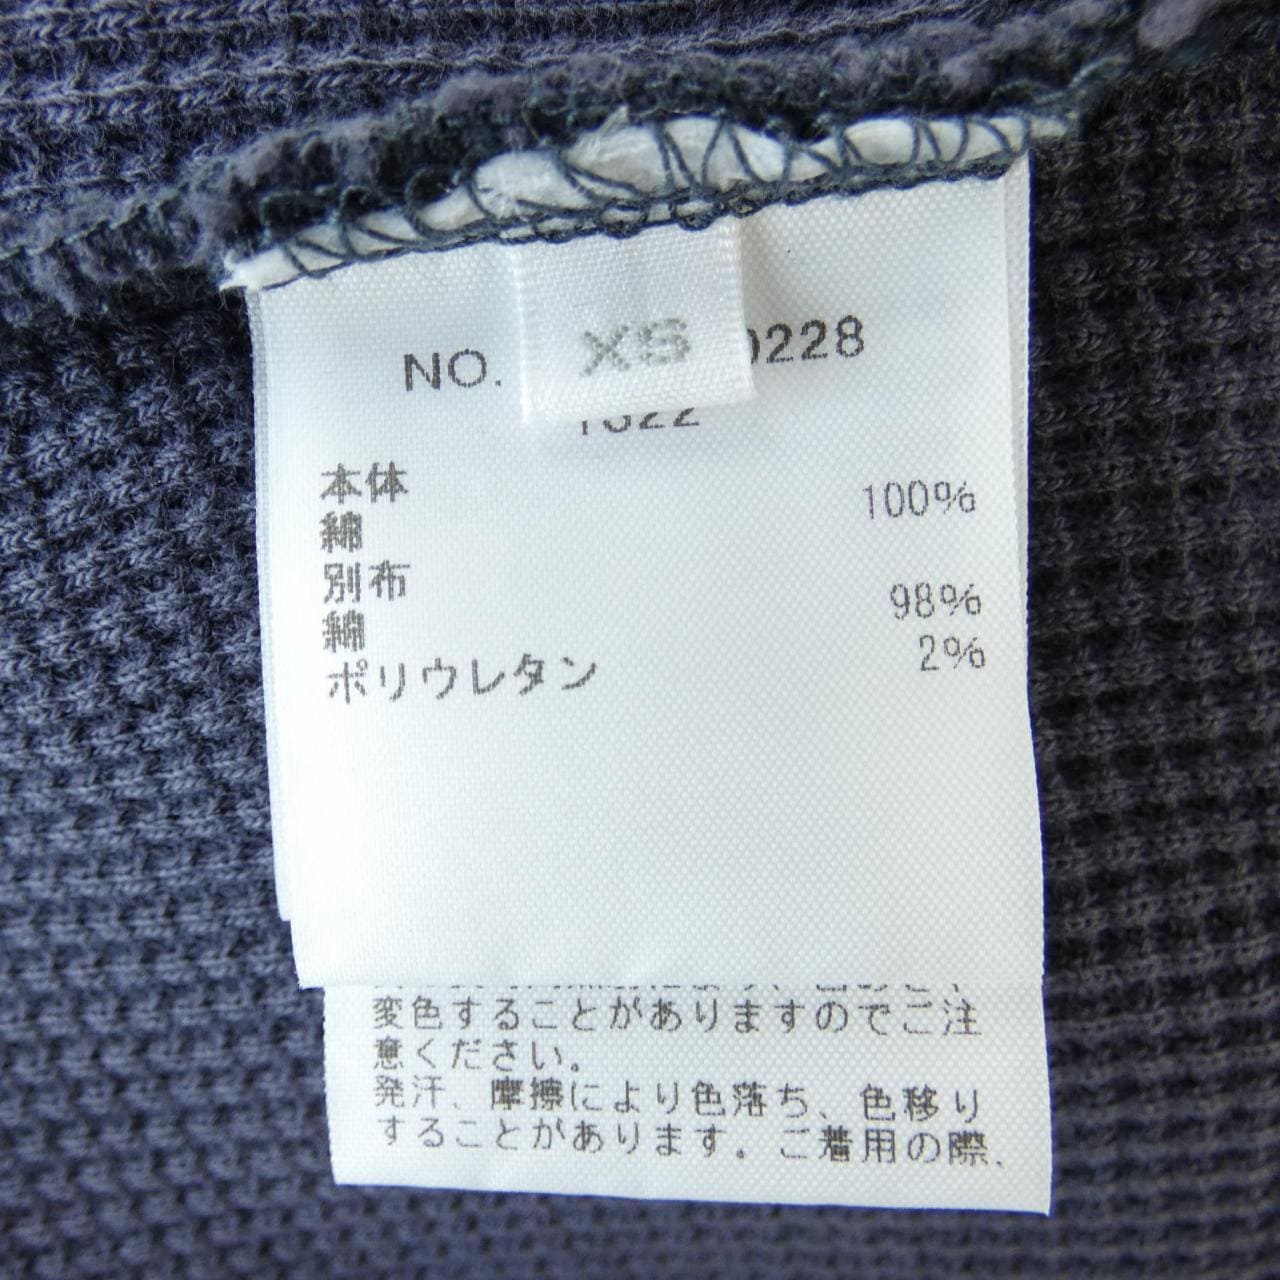 NO.
XS
0228
本体
綿 100%
別布
綿 98%
ポリウレタン 2%
変色することがありますのでご注
意ください。
発汗、摩擦により色落ち、色移り
することがあります。ご着用の際、